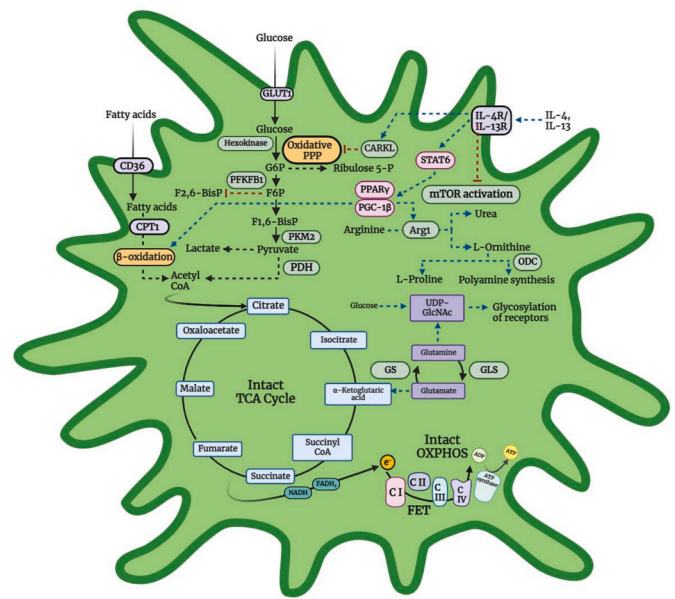 Glucose
GLUT1
Glucose
Hexokinase
Oxidative
PPP
CARKL
IL-4R/
IL-13R
IL-4,
IL-13
Fatty acids
CD36
Fatty acids
CPT1
β-oxidation
G6P
Ribulose 5-P
STAT6
mTOR activation
PFKFB1
F2,6-BisP
F6P
PPARγ
PGC-1β
F1,6-BisP
PKM2
Lactate
Pyruvate
PDH
Acetyl
CoA
Arginine
Arg1
Urea
L-Ornithine
ODC
L-Proline
Polyamine synthesis
Glucose
UDP-
GlcNAc
Glycosylation
of receptors
Glutamine
GS
GLS
Glutamate
Citrate
Isocitrate
α-Ketoglutaric
acid
Succinyl
CoA
Succinate
Fumarate
Malate
Oxaloacetate
Intact
TCA Cycle
NADH
FADH₂
Intact
OXPHOS
e⁻
C I
C II
C
III
C
IV
FET
ADP
ATP
ATP
synthase